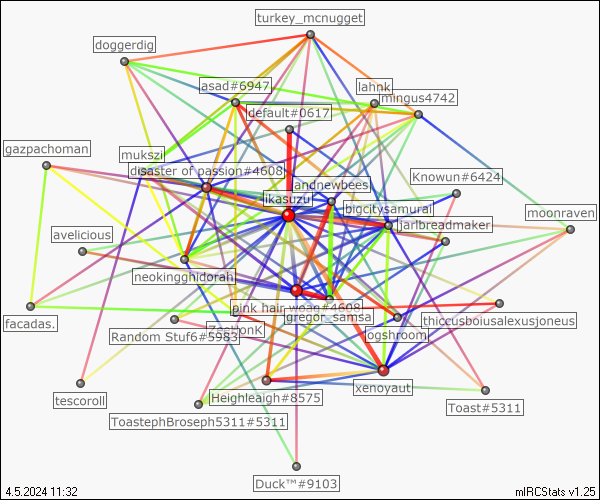 turkey_mcnugget
doggerdig
asad#6947
lahnk
mingus4742
default#0617
gazpachoman
mukszi
disaster of passion#4608
Knowun#6424
andnewbees
ikasuzu
bigcitysamurai
moonraven
jarlbreadmaker
avelicious
neokingghidorah
pink hair woag#4608
gregor_samsa
thiccusboiusalexusjoneus
facadas.
Random Stuf6#5983
ogshroom
xenoyaut
tescoroll
Heighleaigh#8575
Toast#5311
ToastephBroseph5311#5311
Duck™#9103
4.5.2024 11:32
mIRCStats v1.25